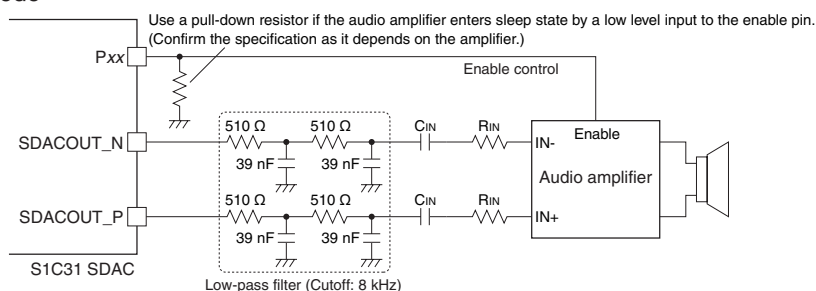 Use a pull-down resistor if the audio amplifier enters sleep state by a low level input to the enable pin.
(Confirm the specification as it depends on the amplifier.)
Pxx
Enable control
510 Ω 510 Ω CIN RIN
SDACOUT_N
IN-
Enable
39 nF 39 nF
Audio amplifier
510 Ω 510 Ω CIN RIN
SDACOUT_P
IN+
39 nF 39 nF
S1C31 SDAC
Low-pass filter (Cutoff: 8 kHz)